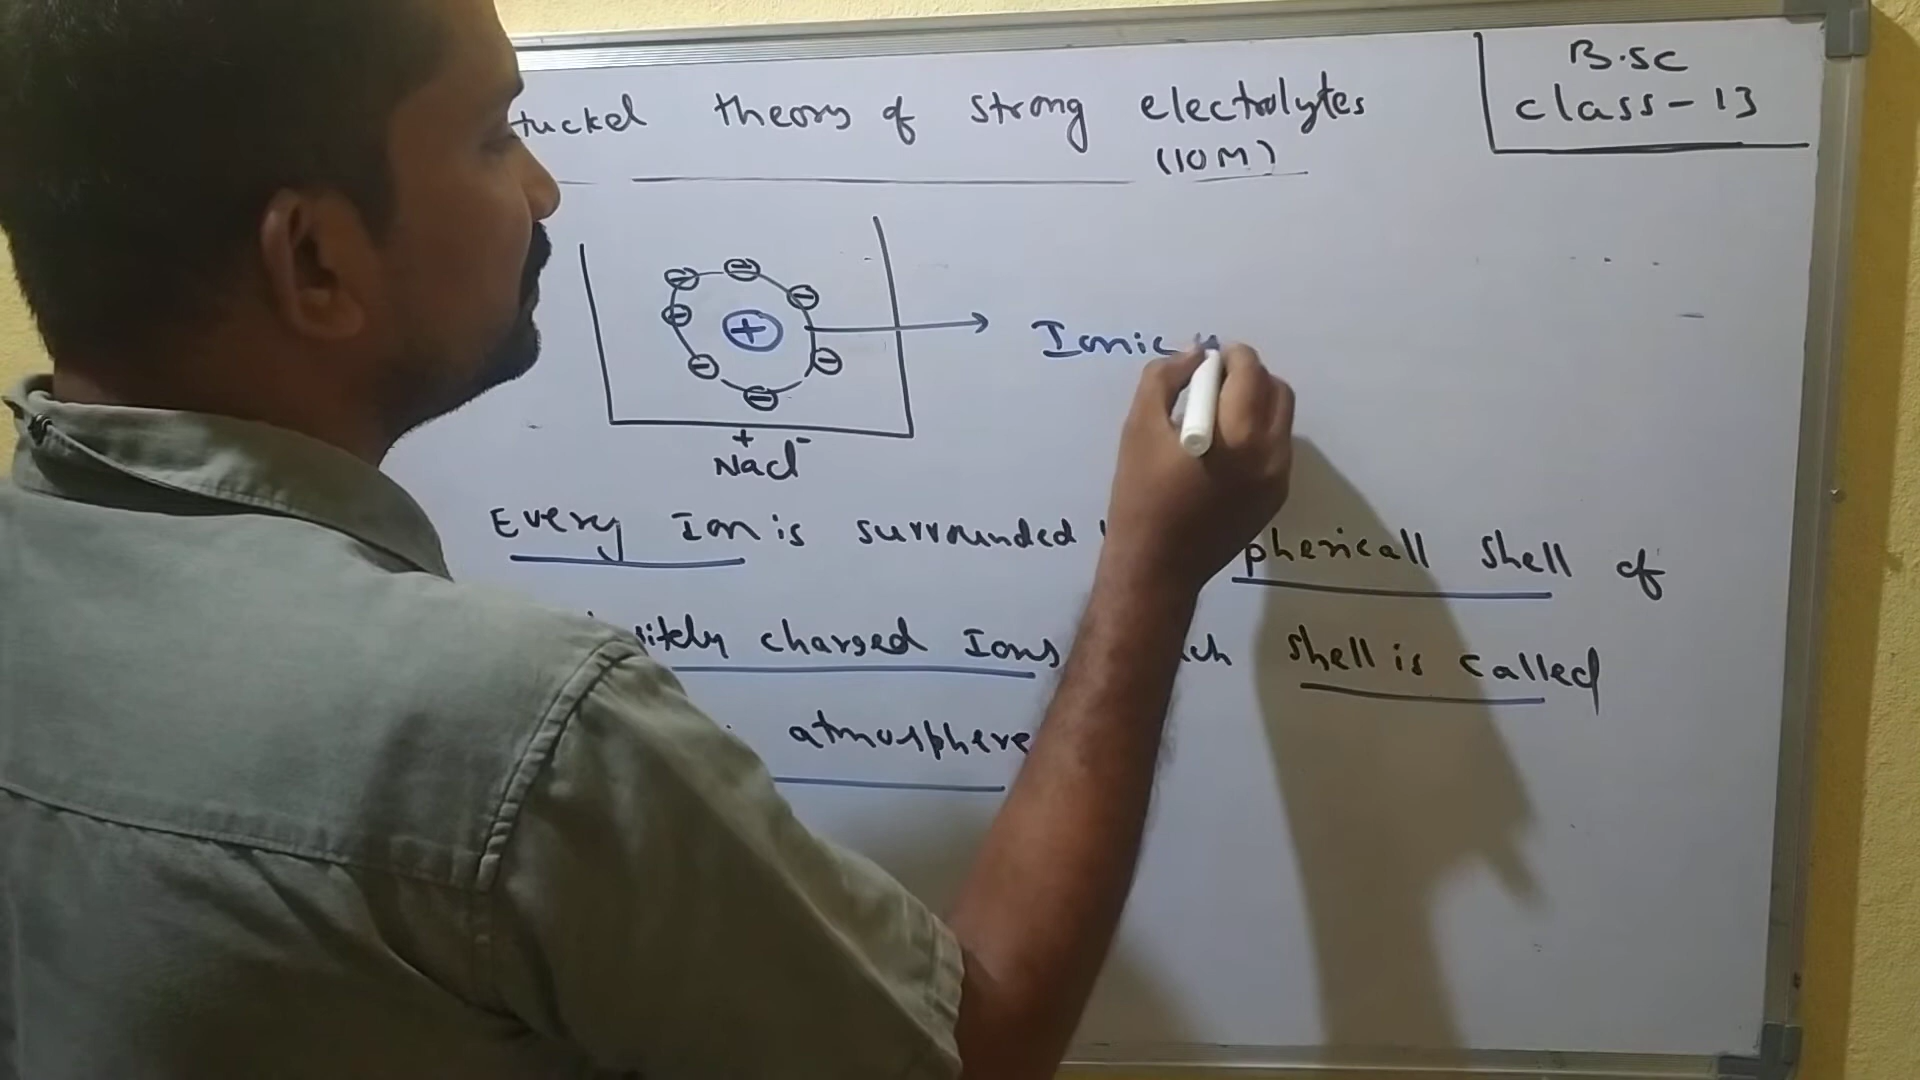 tuckel theory of strong electrolytes
(10M)
B.sc
class-13
Ionic
+ -
Nacl
Every Ion is surrounded phericall shell of
sitely charged Ions shell is called
atmosphere